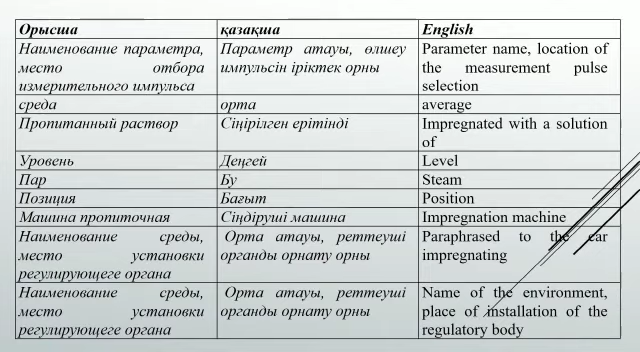 Орысша қазақша English
Наименование параметра, Параметр атауы, өлшеу Parameter name, location of
место отбора импульсін іріктек орны the measurement pulse
измерительного импульса selection
среда орта average
Пропитанный раствор Сіңірілген ерітінді Impregnated with a solution
of
Уровень Деңгей Level
Пар Бу Steam
Позиция Бағыт Position
Машина пропиточная Сіңдіруші машина Impregnation machine
Наименование среды, Орта атауы, реттеуші Paraphrased to the ear
место установки органды орнату орны impregnating
регулирующеге органа
Наименование среды, Орта атауы, реттеуші Name of the environment,
место установки органды орнату орны place of installation of the
регулирующеге органа regulatory body